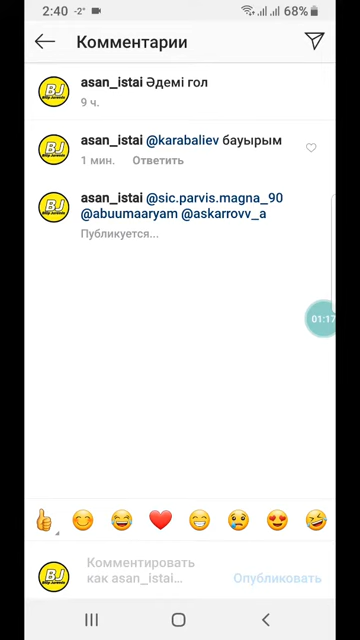 2:40 -2° 68%
Комментарии
asan_istai Әдемі гол
9 ч.
asan_istai @karabaliev бауырым
1 мин. Ответить
asan_istai @sic.parvis.magna_90
@abuumaaryam @askarrovv_a
Публикуется...
01:17
Комментировать
как asan_istai... Опубликовать